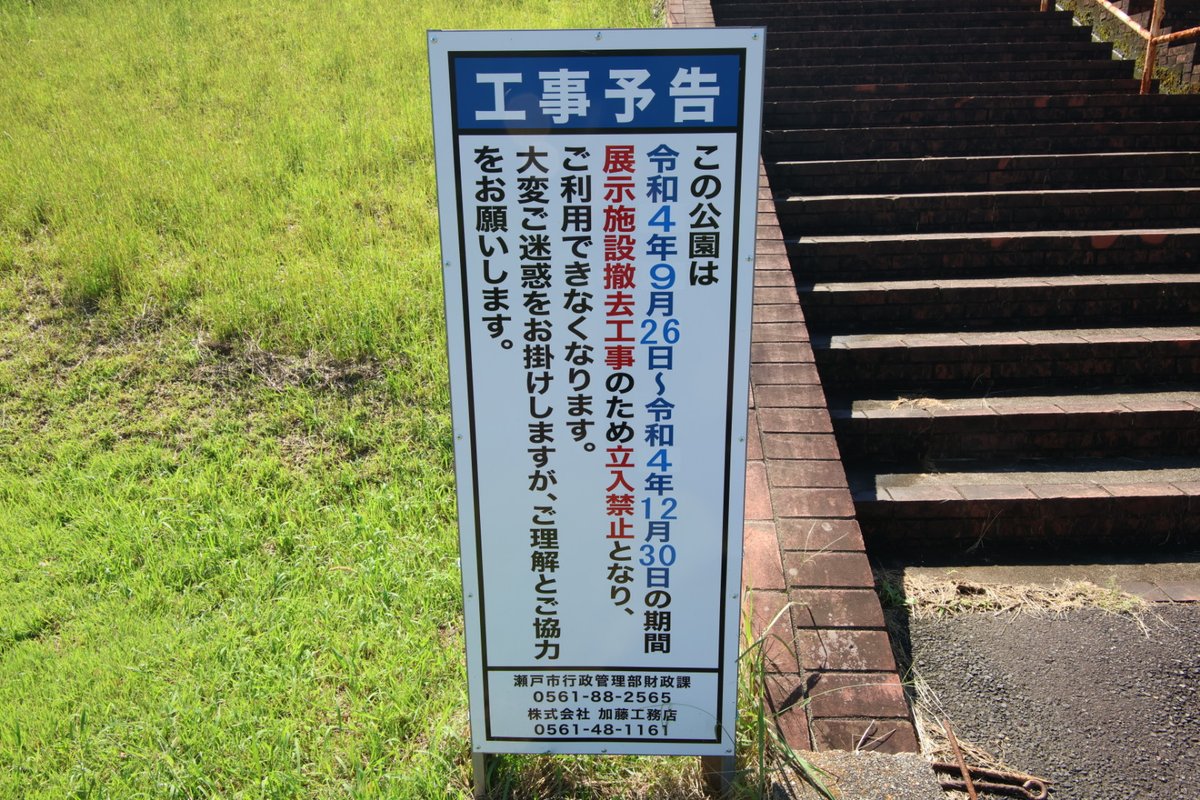 工事予告
この公園は
令和4年9月26日～令和4年12月30日の期間
展示施設撤去工事のため立入禁止となり、
ご利用できなくなります。
大変ご迷惑をお掛けしますが、ご理解とご協力
をお願いします。
瀬戸市行政管理部財政課
0561-88-2565
株式会社 加藤工務店
0561-48-1161